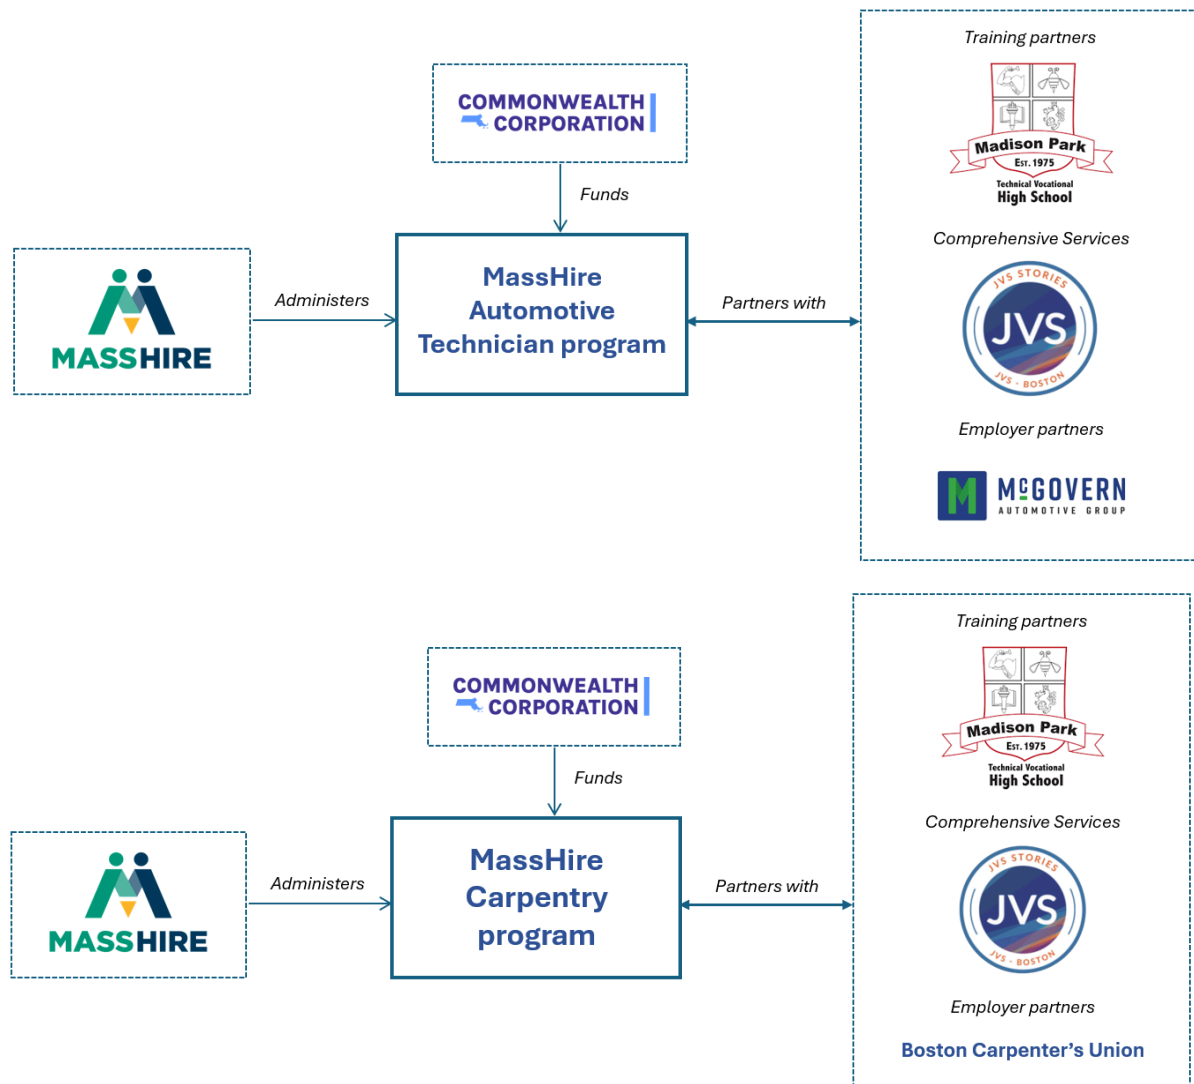 Training partners
COMMONWEALTH
CORPORATION
Madison Park
EST. 1975
Technical Vocational
High School
Funds
Comprehensive Services
MassHire
Automotive
Technician program
Administers
Partners with
MASSHIRE
JVS STORIES
JVS
JVS - BOSTON
Employer partners
McGOVERN
AUTOMOTIVE GROUP
Training partners
COMMONWEALTH
CORPORATION
Madison Park
EST. 1975
Technical Vocational
High School
Funds
Comprehensive Services
MassHire
Carpentry
program
Administers
Partners with
MASSHIRE
JVS STORIES
JVS
JVS - BOSTON
Employer partners
Boston Carpenter’s Union